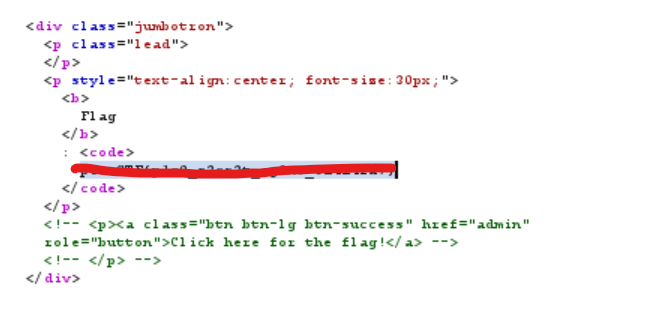 <div class="jumbotron">
<p class="lead">
</p>
<p style="text-align:center; font-size:30px;">
<b>
Flag
</b>
: <code>
</code>
</p>
<!-- <p><a class="btn btn-lg btn-success" href="admin"
role="button">Click here for the flag!</a> -->
<!-- </p> -->
</div>